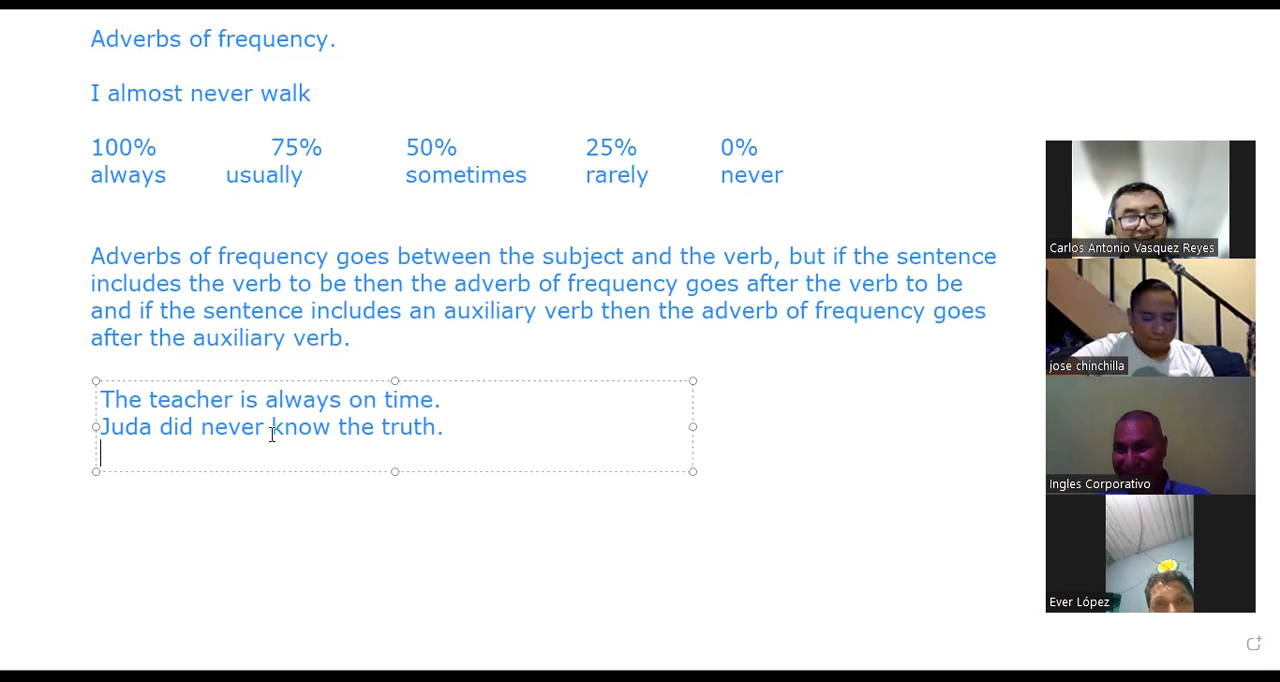 Adverbs of frequency.
I almost never walk
100% 75% 50% 25% 0%
always usually sometimes rarely never
Adverbs of frequency goes between the subject and the verb, but if the sentence
includes the verb to be then the adverb of frequency goes after the verb to be
and if the sentence includes an auxiliary verb then the adverb of frequency goes
after the auxiliary verb.
The teacher is always on time.
Juda did never know the truth.
Carlos Antonio Vasquez Reyes
jose chinchilla
Ingles Corporativo
Ever López